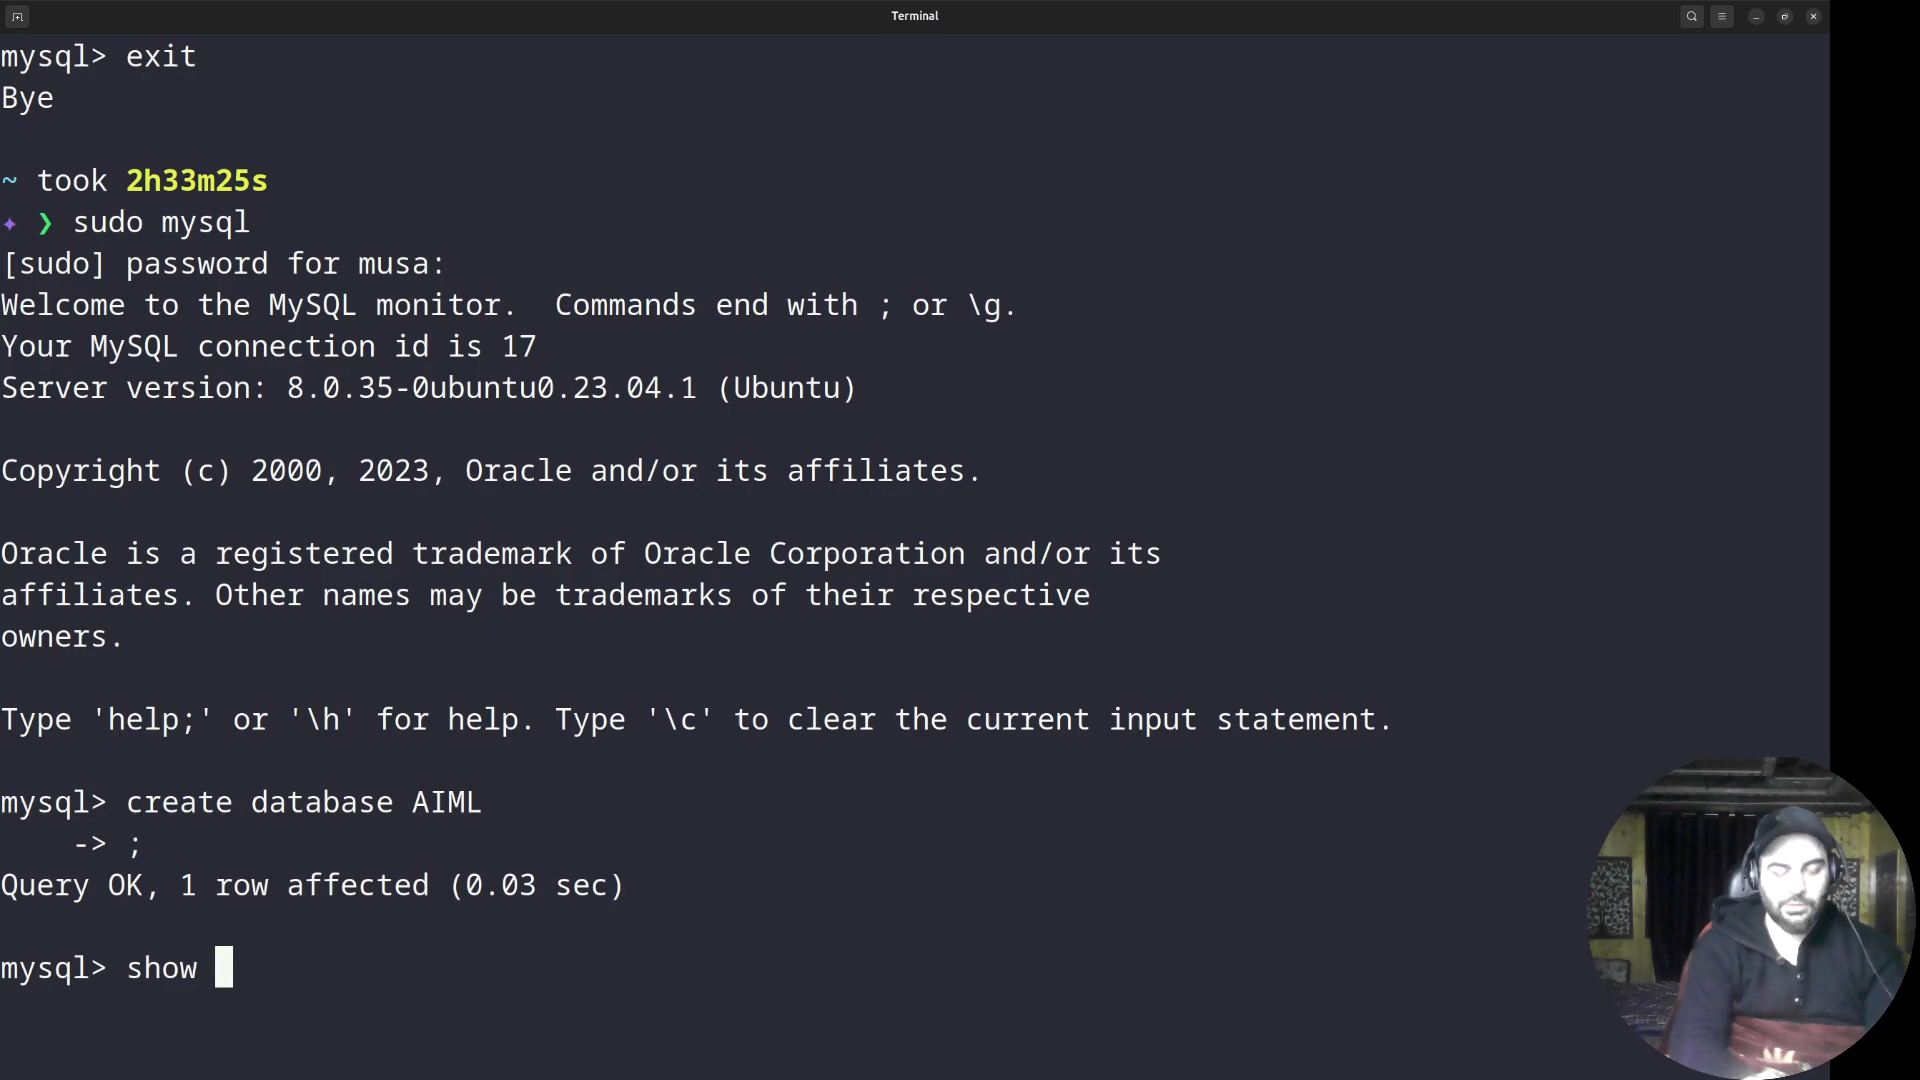 Terminal
mysql> exit
Bye
~ took 2h33m25s
✦ ❯ sudo mysql
[sudo] password for musa:
Welcome to the MySQL monitor.  Commands end with ; or \g.
Your MySQL connection id is 17
Server version: 8.0.35-0ubuntu0.23.04.1 (Ubuntu)
Copyright (c) 2000, 2023, Oracle and/or its affiliates.
Oracle is a registered trademark of Oracle Corporation and/or its
affiliates. Other names may be trademarks of their respective
owners.
Type 'help;' or '\h' for help. Type '\c' to clear the current input statement.
mysql> create database AIML
    -> ;
Query OK, 1 row affected (0.03 sec)
mysql> show